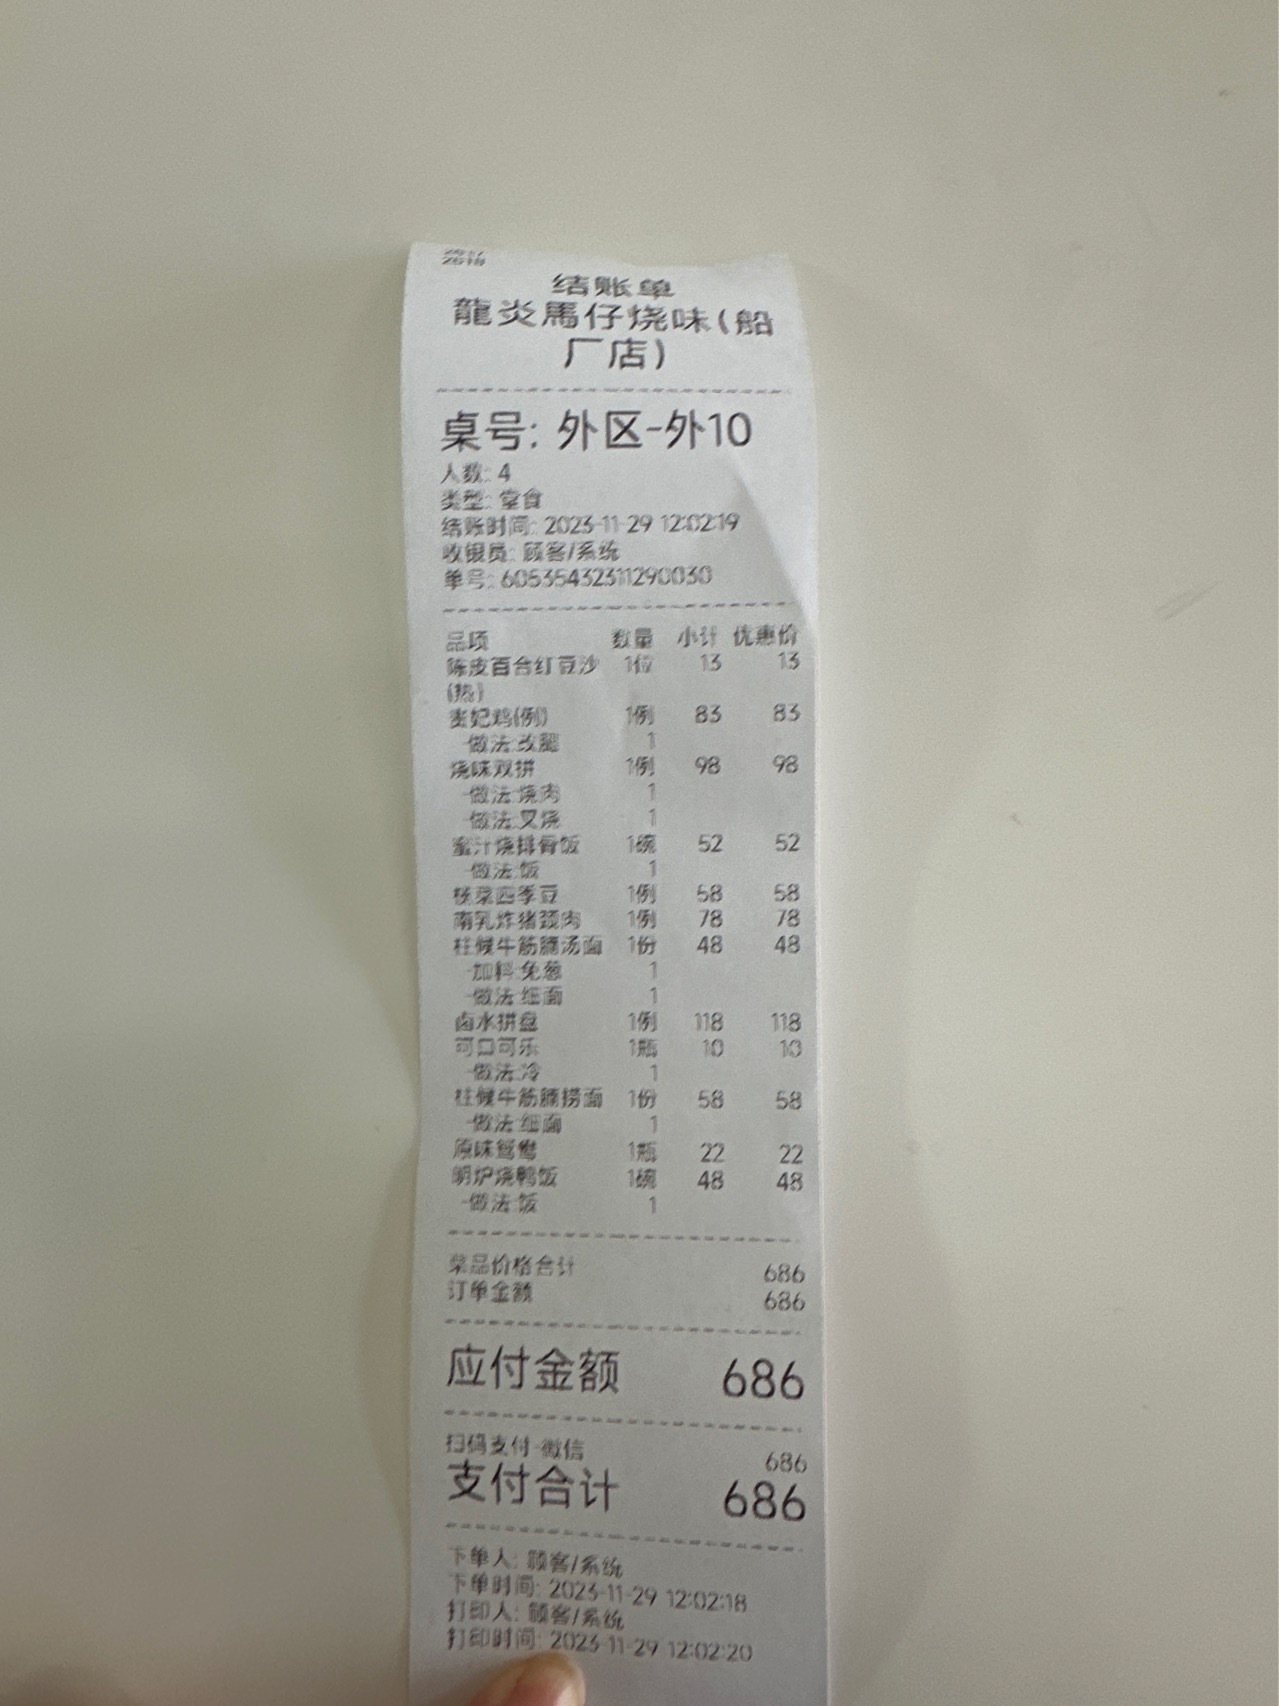 结账单
龍炎馬仔烧味(船
厂店)
桌号: 外区-外10
人数: 4
类型: 堂食
结账时间: 2023-11-29 12:02:19
收银员: 顾客/系统
单号: 60535432311290030
品项 数量 小计 优惠价
陈皮百合红豆沙 1位 13 13
(热)
贵妃鸡(例) 1例 83 83
-做法:改腿 1
烧味双拼 1例 98 98
-做法:烧肉 1
-做法:叉烧 1
蜜汁烧排骨饭 1碗 52 52
-做法:饭 1
榄菜四季豆 1例 58 58
南乳炸猪颈肉 1例 78 78
柱候牛筋腩汤面 1份 48 48
-加料:免葱 1
-做法:细面 1
卤水拼盘 1例 118 118
可口可乐 1瓶 10 10
-做法:冷 1
柱候牛筋腩捞面 1份 58 58
-做法:细面 1
原味鸳鸯 1瓶 22 22
明炉烧鸭饭 1碗 48 48
-做法:饭 1
菜品价格合计 686
订单金额 686
应付金额 686
扫码支付-微信 686
支付合计 686
下单人: 顾客/系统
下单时间: 2023-11-29 12:02:18
打印人: 顾客/系统
打印时间: 2023-11-29 12:02:20